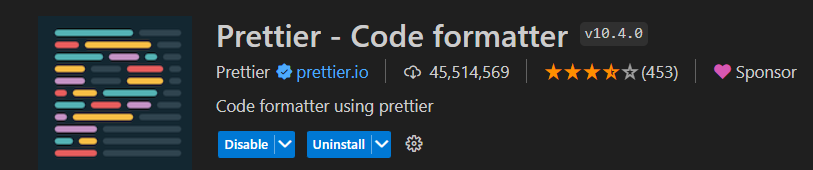 Prettier - Code formatter v10.4.0
Prettier prettier.io 45,514,569 (453) Sponsor
Code formatter using prettier
Disable Uninstall